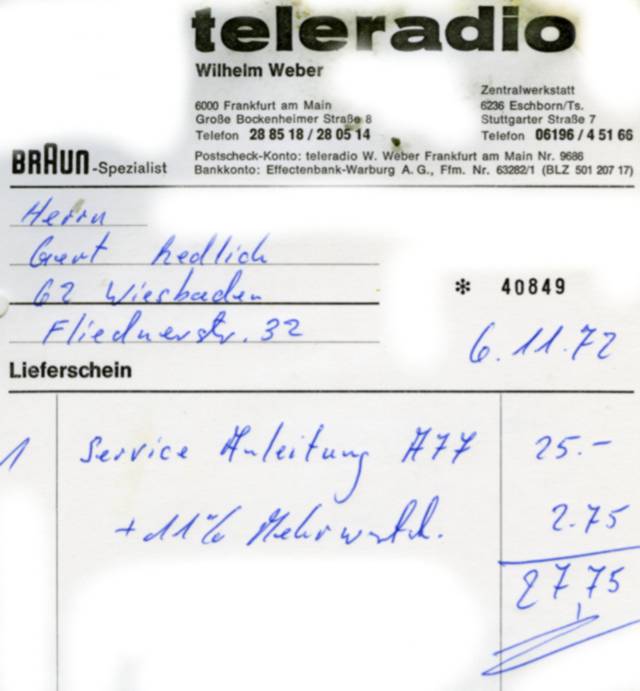 teleradio
Wilhelm Weber
6000 Frankfurt am Main
Große Bockenheimer Straße 8
Telefon 28 85 18 / 28 05 14
Zentralwerkstatt
6236 Eschborn/Ts.
Stuttgarter Straße 7
Telefon 06196 / 4 51 66
BRAUN-Spezialist
Postscheck-Konto: teleradio W. Weber Frankfurt am Main Nr. 9686
Bankkonto: Effectenbank-Warburg A. G., Ffm. Nr. 63282/1 (BLZ 501 207 17)
Herrn
Gert Redlich
62 Wiesbaden
Fliednerstr. 32
* 40849
6.11.72
Lieferschein
1 Service Anleitung A77 25.-
+ 11% Mehrwertst. 2.75
27 75